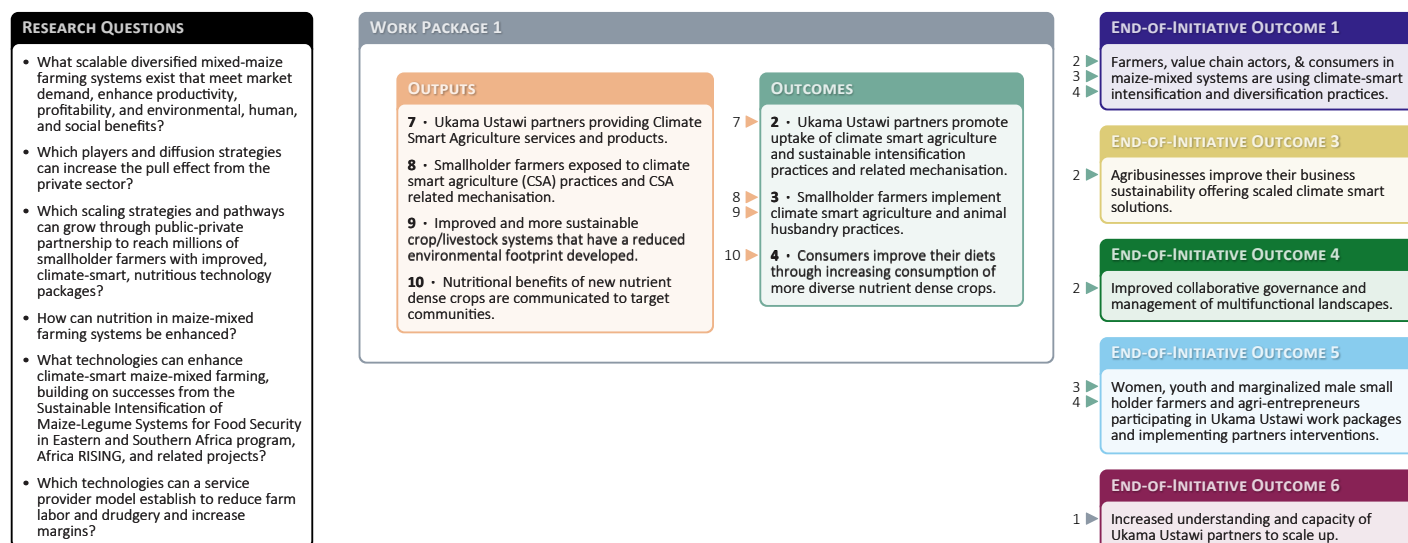 RESEARCH QUESTIONS
• What scalable diversified mixed-maize
farming systems exist that meet market
demand, enhance productivity,
profitability, and environmental, human,
and social benefits?
• Which players and diffusion strategies
can increase the pull effect from the
private sector?
• Which scaling strategies and pathways
can grow through public-private
partnership to reach millions of
smallholder farmers with improved,
climate-smart, nutritious technology
packages?
• How can nutrition in maize-mixed
farming systems be enhanced?
• What technologies can enhance
climate-smart maize-mixed farming,
building on successes from the
Sustainable Intensification of
Maize-Legume Systems for Food Security
in Eastern and Southern Africa program,
Africa RISING, and related projects?
• Which technologies can a service
provider model establish to reduce farm
labor and drudgery and increase
margins?
WORK PACKAGE 1
OUTPUTS
7 · Ukama Ustawi partners providing Climate
Smart Agriculture services and products.
8 · Smallholder farmers exposed to climate
smart agriculture (CSA) practices and CSA
related mechanisation.
9 · Improved and more sustainable
crop/livestock systems that have a reduced
environmental footprint developed.
10 · Nutritional benefits of new nutrient
dense crops are communicated to target
communities.
OUTCOMES
7
2 · Ukama Ustawi partners promote
uptake of climate smart agriculture
and sustainable intensification
practices and related mechanisation.
8
9
3 · Smallholder farmers implement
climate smart agriculture and animal
husbandry practices.
10
4 · Consumers improve their diets
through increasing consumption of
more diverse nutrient dense crops.
END-OF-INITIATIVE OUTCOME 1
2
3
4
Farmers, value chain actors, & consumers in
maize-mixed systems are using climate-smart
intensification and diversification practices.
END-OF-INITIATIVE OUTCOME 3
2
Agribusinesses improve their business
sustainability offering scaled climate smart
solutions.
END-OF-INITIATIVE OUTCOME 4
2
Improved collaborative governance and
management of multifunctional landscapes.
END-OF-INITIATIVE OUTCOME 5
3
4
Women, youth and marginalized male small
holder farmers and agri-entrepreneurs
participating in Ukama Ustawi work packages
and implementing partners interventions.
END-OF-INITIATIVE OUTCOME 6
1
Increased understanding and capacity of
Ukama Ustawi partners to scale up.